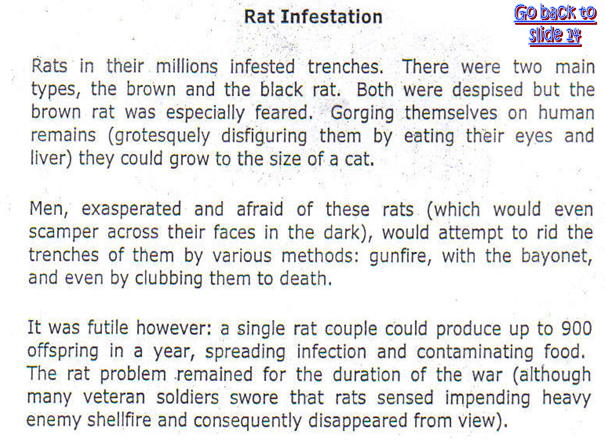 Rat Infestation
Go back to
slide 14
Rats in their millions infested trenches. There were two main
types, the brown and the black rat. Both were despised but the
brown rat was especially feared. Gorging themselves on human
remains (grotesquely disfiguring them by eating their eyes and
liver) they could grow to the size of a cat.
Men, exasperated and afraid of these rats (which would even
scamper across their faces in the dark), would attempt to rid the
trenches of them by various methods: gunfire, with the bayonet,
and even by clubbing them to death.
It was futile however: a single rat couple could produce up to 900
offspring in a year, spreading infection and contaminating food.
The rat problem remained for the duration of the war (although
many veteran soldiers swore that rats sensed impending heavy
enemy shellfire and consequently disappeared from view).